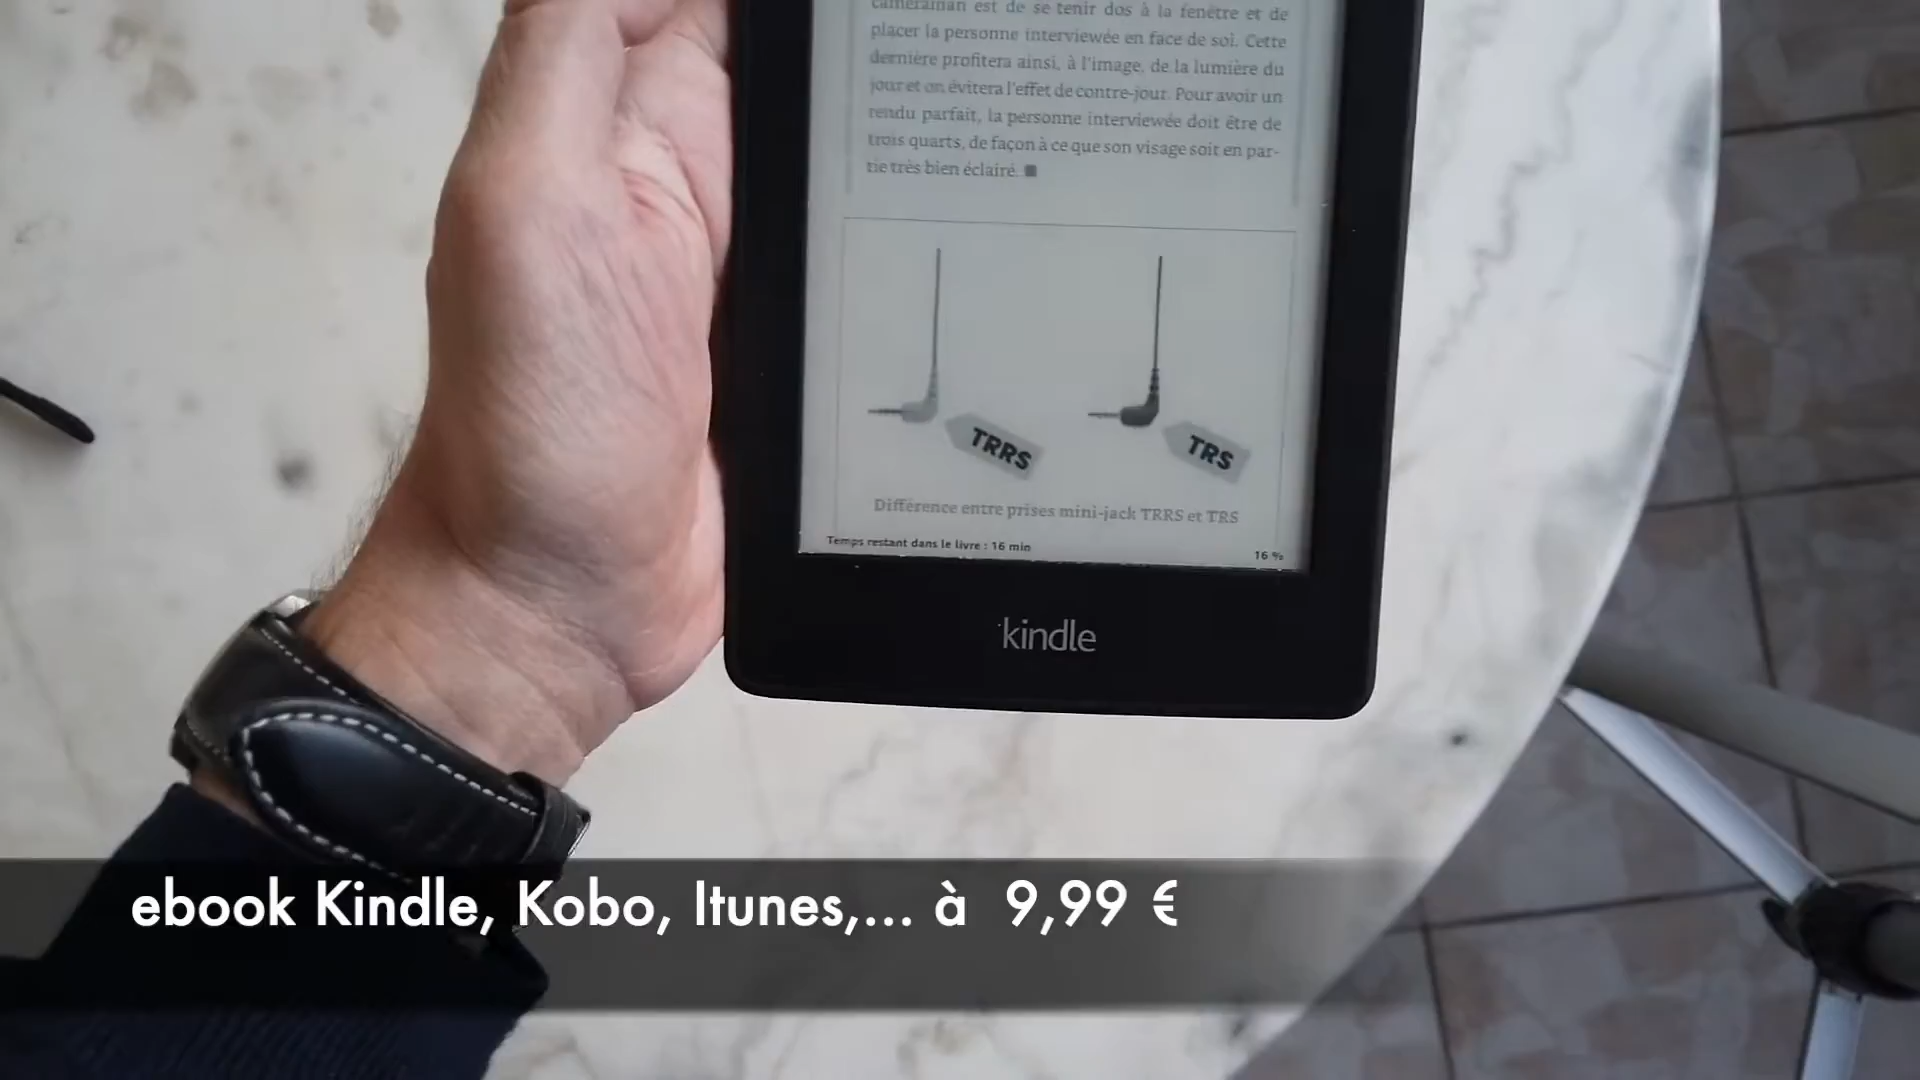 cameraman est de se tenir dos à la fenêtre et de
placer la personne interviewée en face de soi. Cette
dernière profitera ainsi, à l'image, de la lumière du
jour et on évitera l'effet de contre-jour. Pour avoir un
rendu parfait, la personne interviewée doit être de
trois quarts, de façon à ce que son visage soit en par-
tie très bien éclairé. ■
TRRS
TRS
Différence entre prises mini-jack TRRS et TRS
Temps restant dans le livre : 16 min
16 %
kindle
ebook Kindle, Kobo, Itunes,... à 9,99 €